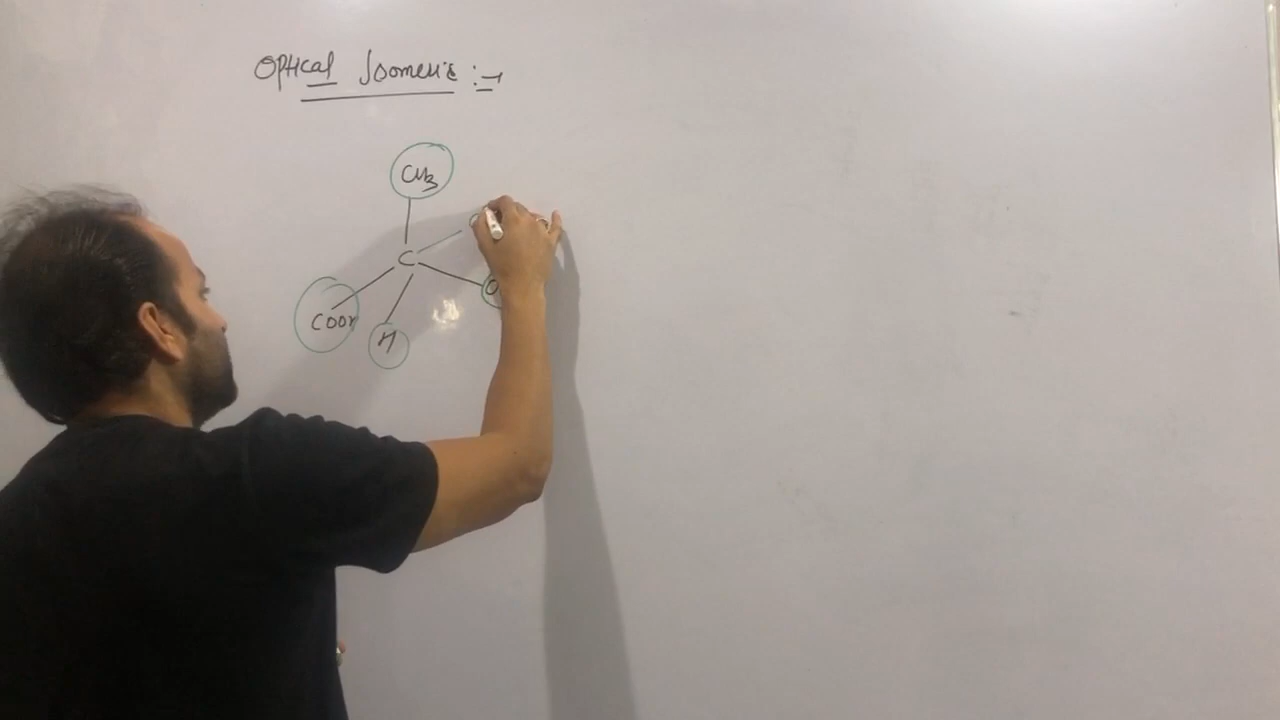 Optical Isomeris :-
CH3
C
COOH
H
O